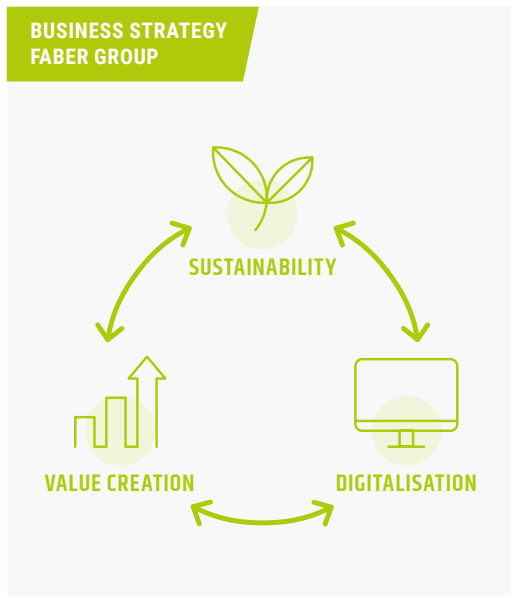 BUSINESS STRATEGY
FABER GROUP
SUSTAINABILITY
VALUE CREATION
DIGITALISATION